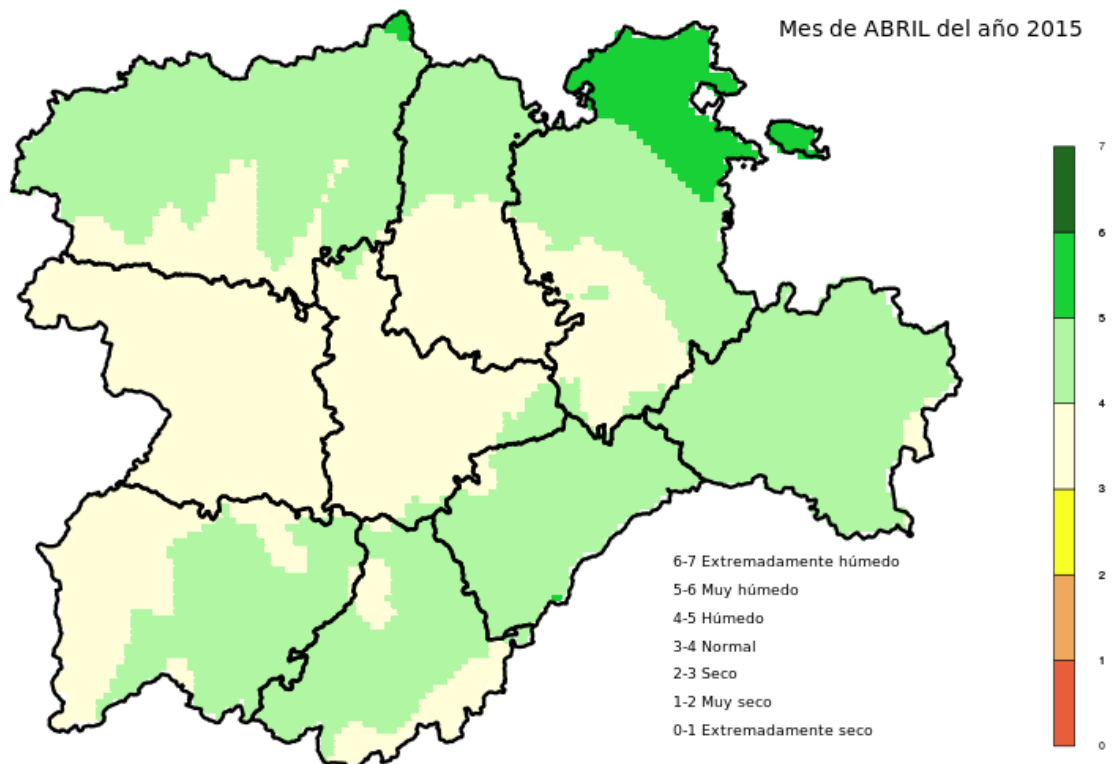 Mes de ABRIL del año 2015
7
6
5
4
3
2
1
0
6-7 Extremadamente húmedo
5-6 Muy húmedo
4-5 Húmedo
3-4 Normal
2-3 Seco
1-2 Muy seco
0-1 Extremadamente seco